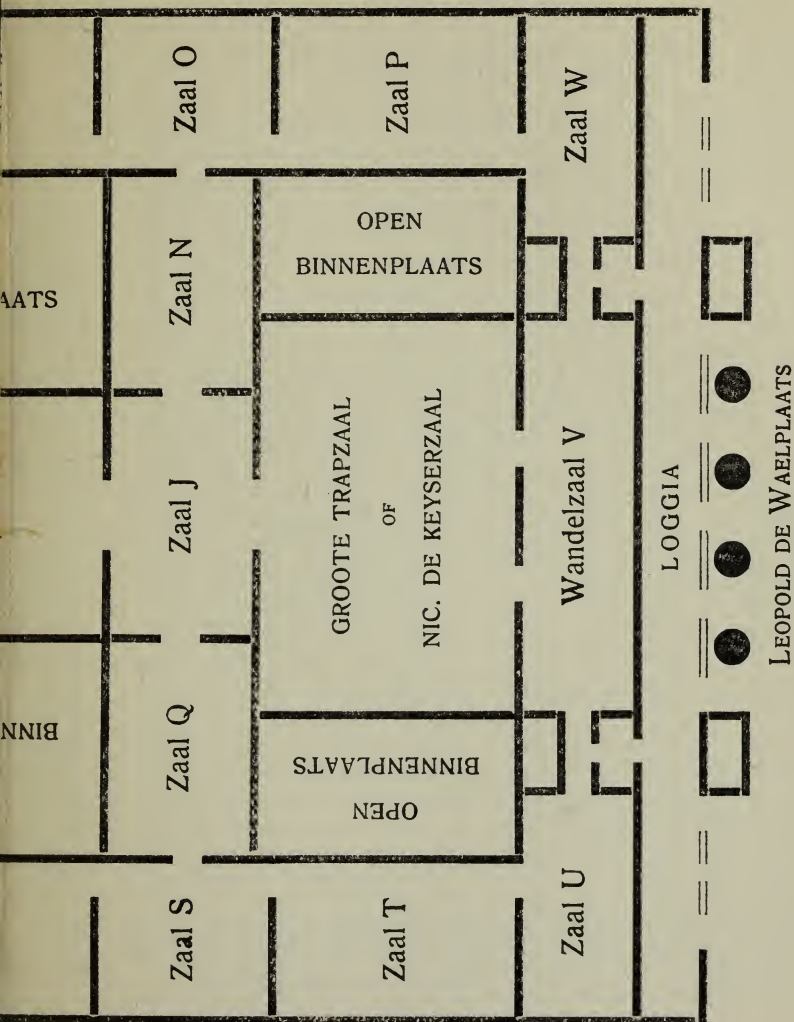 Zaal O
Zaal P
Zaal W
OPEN
BINNENPLAATS
AATS
Zaal N
GROOTE TRAPZAAL
OF
NIC. DE KEYSERZAAL
Zaal J
Wandelzaal V
LOGGIA
LEOPOLD DE WAELPLAATS
BINN
Zaal Q
OPEN
BINNENPLAATS
Zaal S
Zaal T
Zaal U